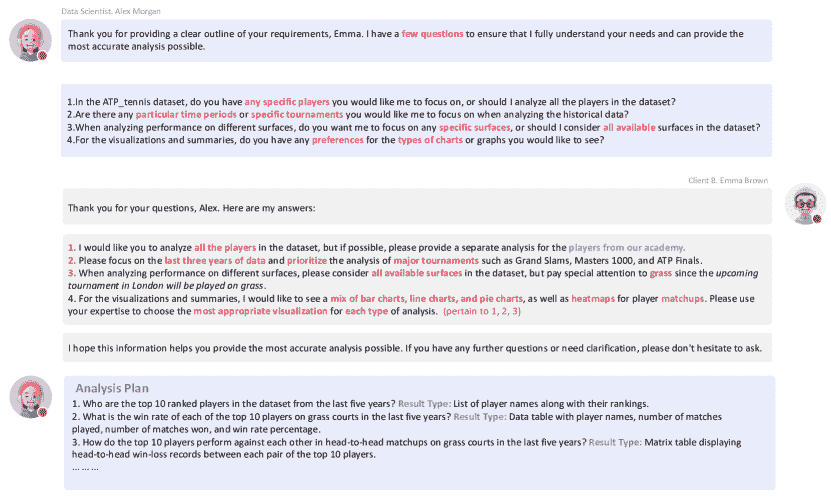 Data Scientist. Alex Morgan
Thank you for providing a clear outline of your requirements, Emma. I have a few questions to ensure that I fully understand your needs and can provide the
most accurate analysis possible.
1.In the ATP_tennis dataset, do you have any specific players you would like me to focus on, or should I analyze all the players in the dataset?
2.Are there any particular time periods or specific tournaments you would like me to focus on when analyzing the historical data?
3.When analyzing performance on different surfaces, do you want me to focus on any specific surfaces, or should I consider all available surfaces in the dataset?
4.For the visualizations and summaries, do you have any preferences for the types of charts or graphs you would like to see?
Client B. Emma Brown
Thank you for your questions, Alex. Here are my answers:
1. I would like you to analyze all the players in the dataset, but if possible, please provide a separate analysis for the players from our academy.
2. Please focus on the last three years of data and prioritize the analysis of major tournaments such as Grand Slams, Masters 1000, and ATP Finals.
3. When analyzing performance on different surfaces, please consider all available surfaces in the dataset, but pay special attention to grass since the upcoming
tournament in London will be played on grass.
4. For the visualizations and summaries, I would like to see a mix of bar charts, line charts, and pie charts, as well as heatmaps for player matchups. Please use
your expertise to choose the most appropriate visualization for each type of analysis. (pertain to 1, 2, 3)
I hope this information helps you provide the most accurate analysis possible. If you have any further questions or need clarification, please don't hesitate to ask.
Analysis Plan
1. Who are the top 10 ranked players in the dataset from the last five years? Result Type: List of player names along with their rankings.
2. What is the win rate of each of the top 10 players on grass courts in the last five years? Result Type: Data table with player names, number of matches
played, number of matches won, and win rate percentage.
3. How do the top 10 players perform against each other in head-to-head matchups on grass courts in the last five years? Result Type: Matrix table displaying
head-to-head win-loss records between each pair of the top 10 players.
... ... ...